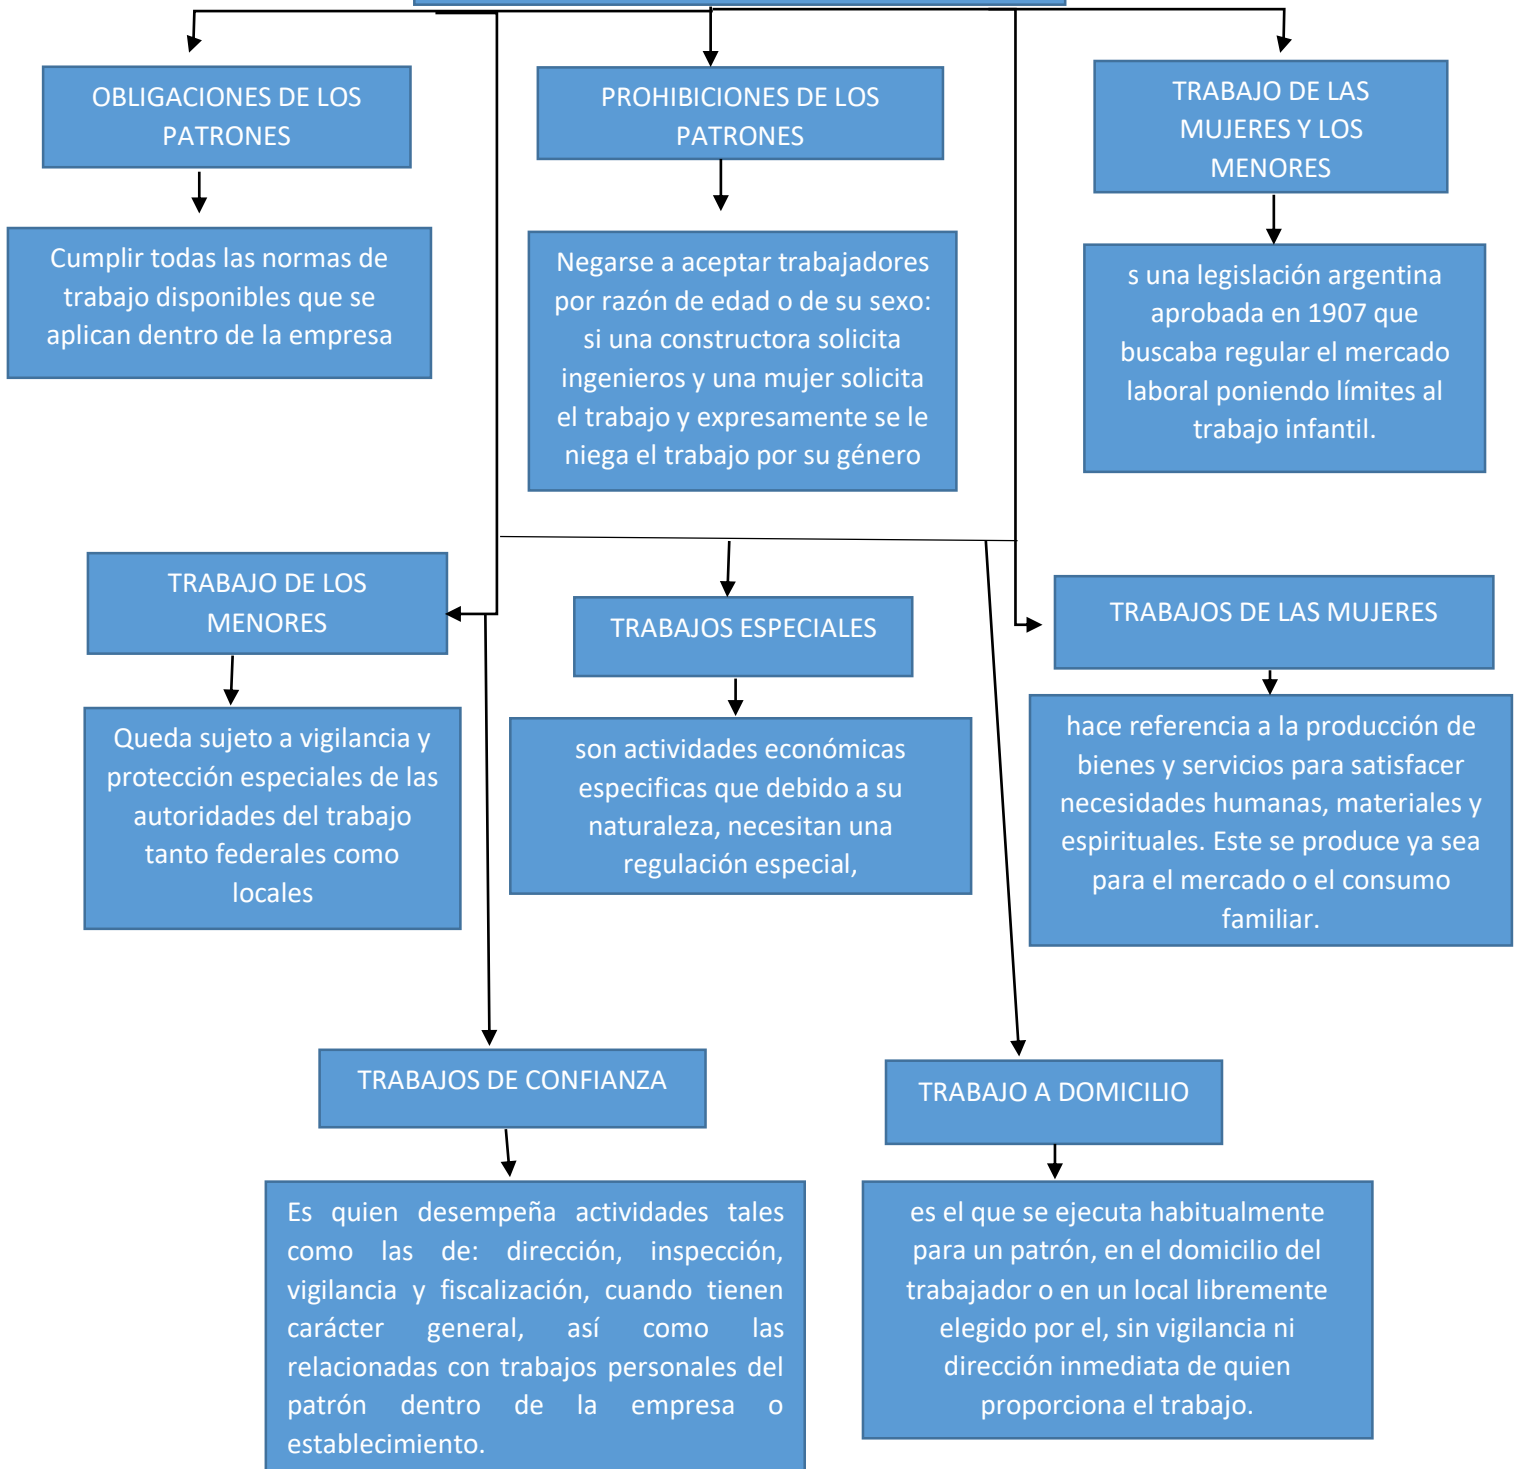 OBLIGACIONES DE LOS
PATRONES
PROHIBICIONES DE LOS
PATRONES
TRABAJO DE LAS
MUJERES Y LOS
MENORES
Cumplir todas las normas de
trabajo disponibles que se
aplican dentro de la empresa
Negarse a aceptar trabajadores
por razón de edad o de su sexo:
si una constructora solicita
ingenieros y una mujer solicita
el trabajo y expresamente se le
niega el trabajo por su género
s una legislación argentina
aprobada en 1907 que
buscaba regular el mercado
laboral poniendo límites al
trabajo infantil.
TRABAJO DE LOS
MENORES
TRABAJOS ESPECIALES
TRABAJOS DE LAS MUJERES
Queda sujeto a vigilancia y
protección especiales de las
autoridades del trabajo
tanto federales como
locales
son actividades económicas
especificas que debido a su
naturaleza, necesitan una
regulación especial,
hace referencia a la producción de
bienes y servicios para satisfacer
necesidades humanas, materiales y
espirituales. Este se produce ya sea
para el mercado o el consumo
familiar.
TRABAJOS DE CONFIANZA
TRABAJO A DOMICILIO
Es quien desempeña actividades tales
como las de: dirección, inspección,
vigilancia y fiscalización, cuando tienen
carácter general, así como las
relacionadas con trabajos personales del
patrón dentro de la empresa o
establecimiento.
es el que se ejecuta habitualmente
para un patrón, en el domicilio del
trabajador o en un local libremente
elegido por el, sin vigilancia ni
dirección inmediata de quien
proporciona el trabajo.